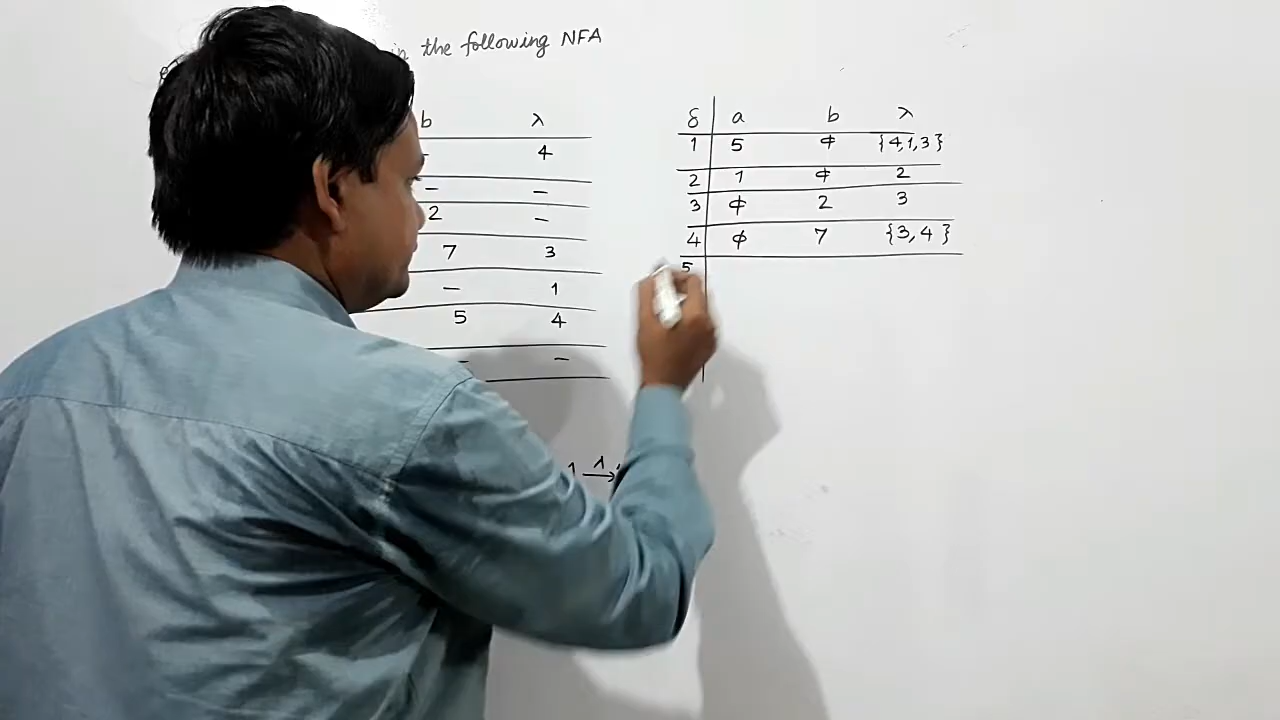 in the following NFA
b λ
- 4
- -
2 -
7 3
- 1
5 4
- -
1 λ→
δ a b λ
1 5 ϕ {4,1,3}
2 1 ϕ 2
3 ϕ 2 3
4 ϕ 7 {3,4}
5